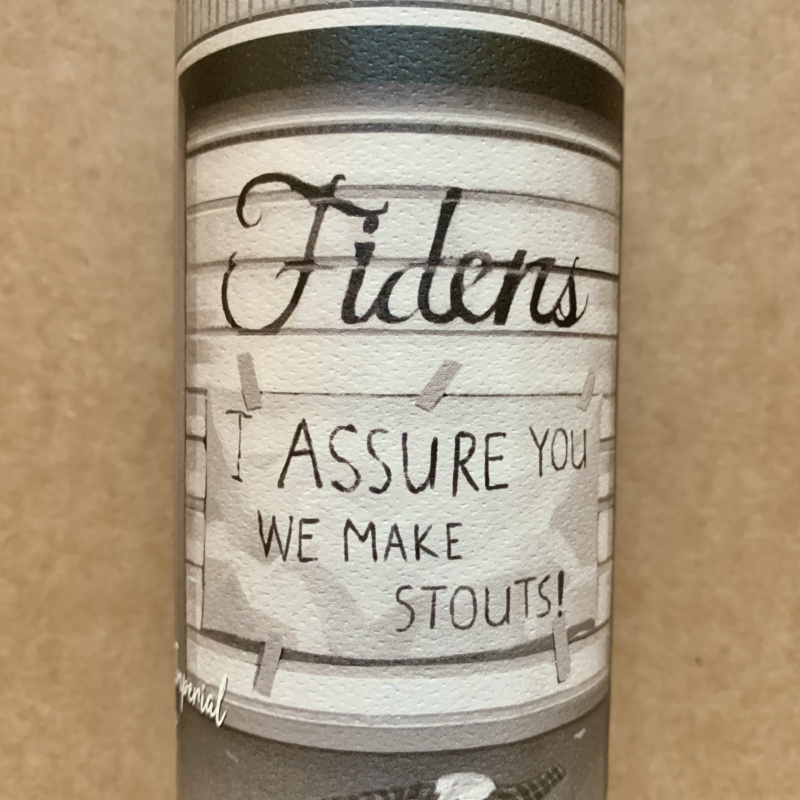 Fidens
I ASSURE YOU
WE MAKE
STOUTS!
Imperial